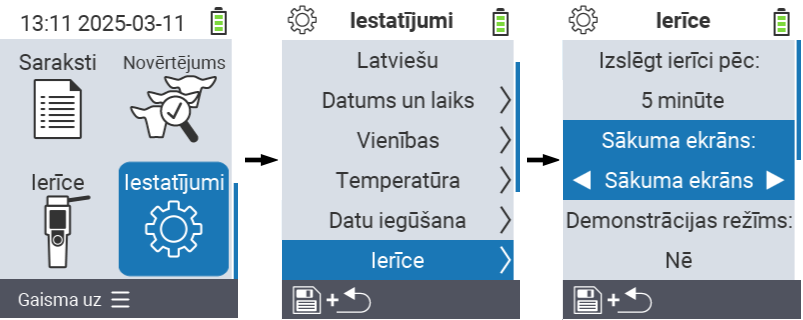 13:11 2025-03-11
Saraksti
Novērtējums
Ierīce
Iestatījumi
Gaisma uz
Iestatījumi
Latviešu
Datums un laiks
Vienības
Temperatūra
Datu iegūšana
Ierīce
+
Ierīce
Izslēgt ierīci pēc:
5 minūte
Sākuma ekrāns:
Sākuma ekrāns
Demonstrācijas režīms:
Nē
+